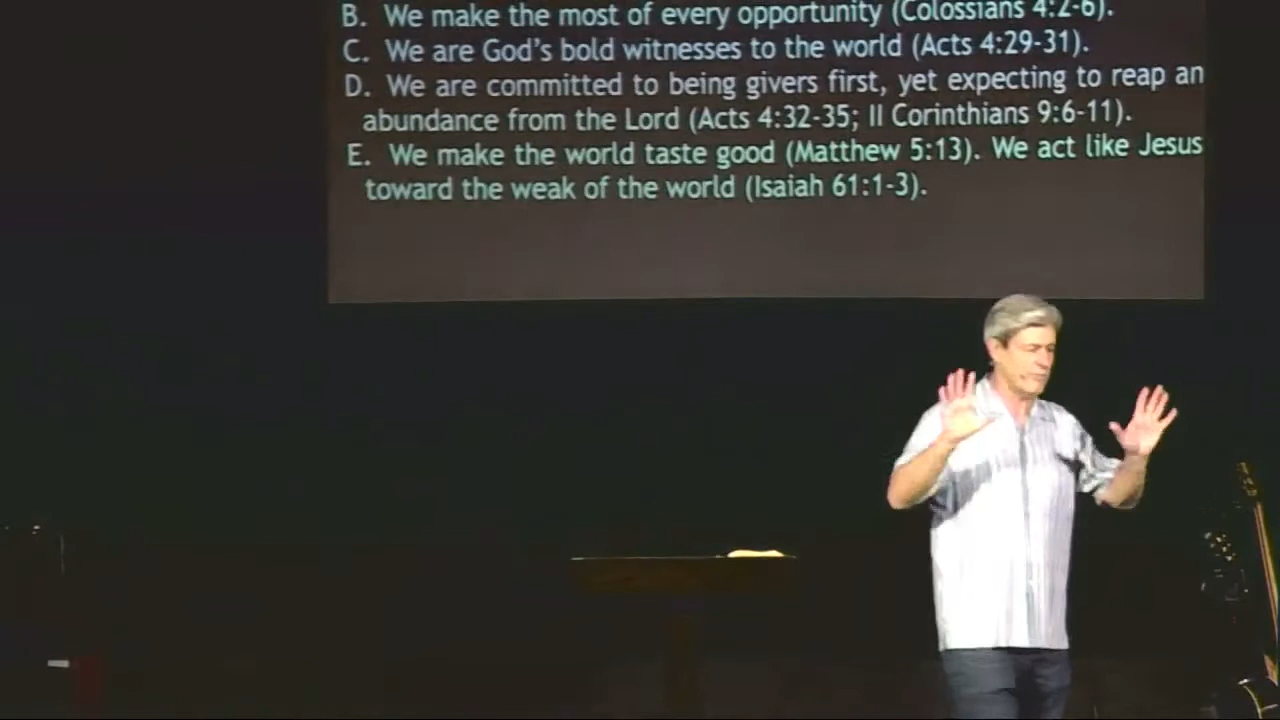 B. We make the most of every opportunity (Colossians 4:2-6).
C. We are God's bold witnesses to the world (Acts 4:29-31).
D. We are committed to being givers first, yet expecting to reap an
abundance from the Lord (Acts 4:32-35; II Corinthians 9:6-11).
E. We make the world taste good (Matthew 5:13). We act like Jesus
toward the weak of the world (Isaiah 61:1-3).